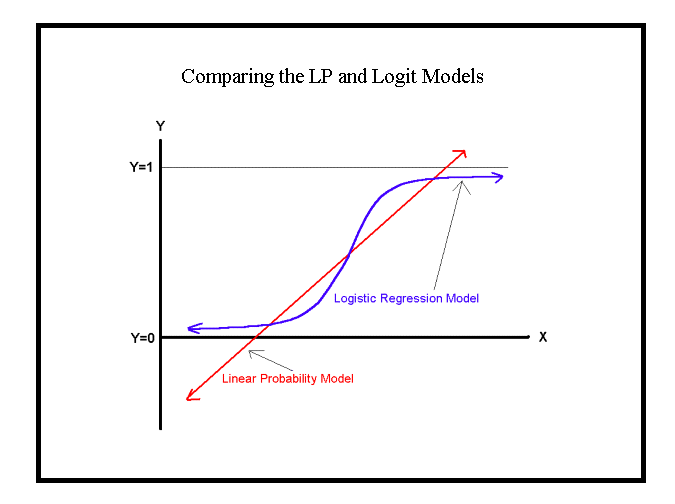 Comparing the LP and Logit Models
Y
Y=1
Logistic Regression Model
Y=0
X
Linear Probability Model